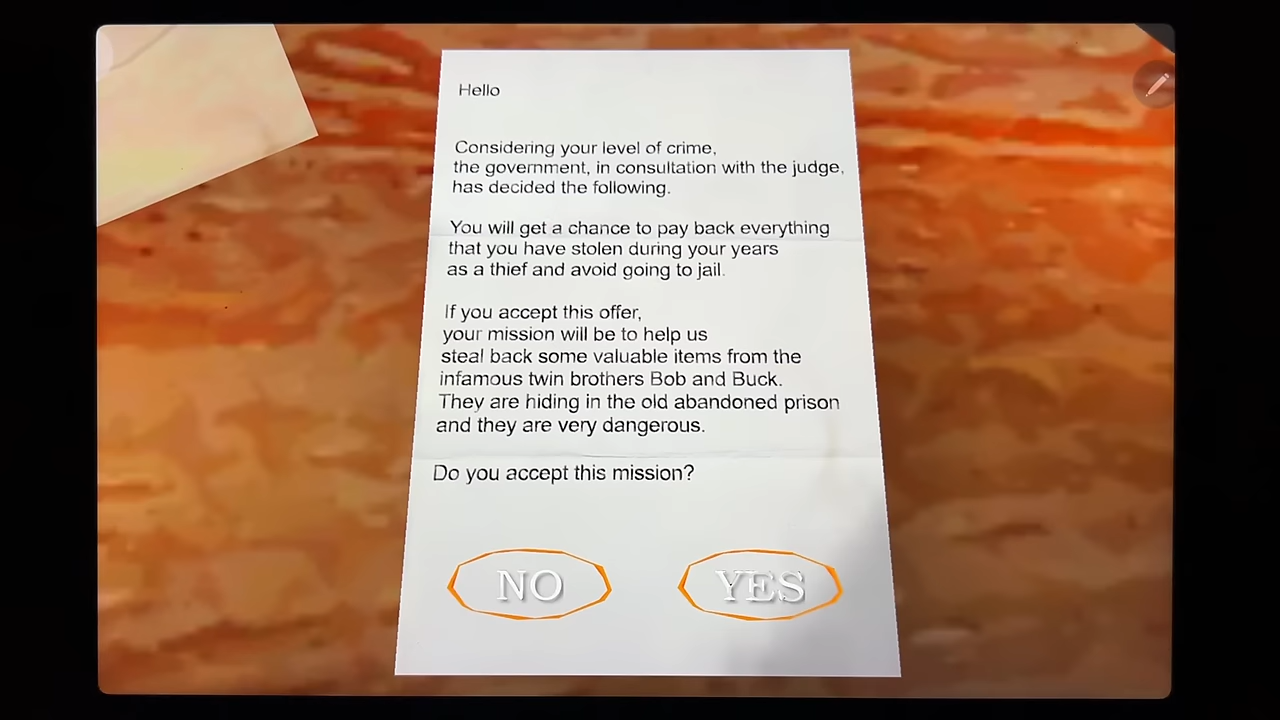 Hello
Considering your level of crime,
the government, in consultation with the judge,
has decided the following.
You will get a chance to pay back everything
that you have stolen during your years
as a thief and avoid going to jail.
If you accept this offer,
your mission will be to help us
steal back some valuable items from the
infamous twin brothers Bob and Buck.
They are hiding in the old abandoned prison
and they are very dangerous.
Do you accept this mission?
NO YES